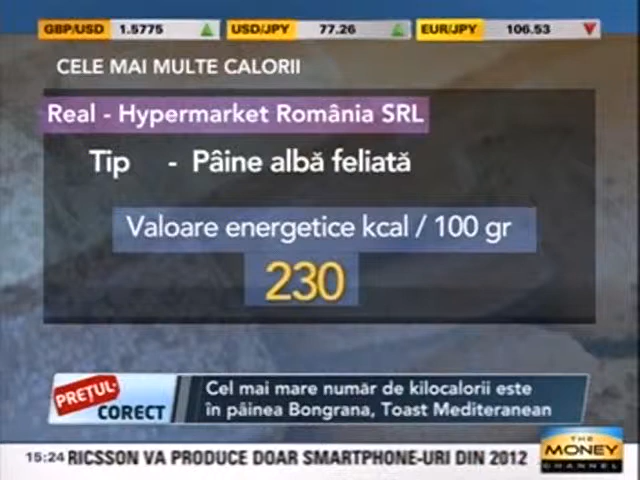 GBP/USD 1.5775 USD/JPY 77.26 EUR/JPY 106.53
CELE MAI MULTE CALORII
Real - Hypermarket România SRL
Tip - Pâine albă feliată
Valoare energetice kcal / 100 gr
230
PREȚUL CORECT
Cel mai mare număr de kilocalorii este
în pâinea Bongrana, Toast Mediteranean
15:24 RICSSON VA PRODUCE DOAR SMARTPHONE-URI DIN 2012
THE
MONEY
CHANNEL